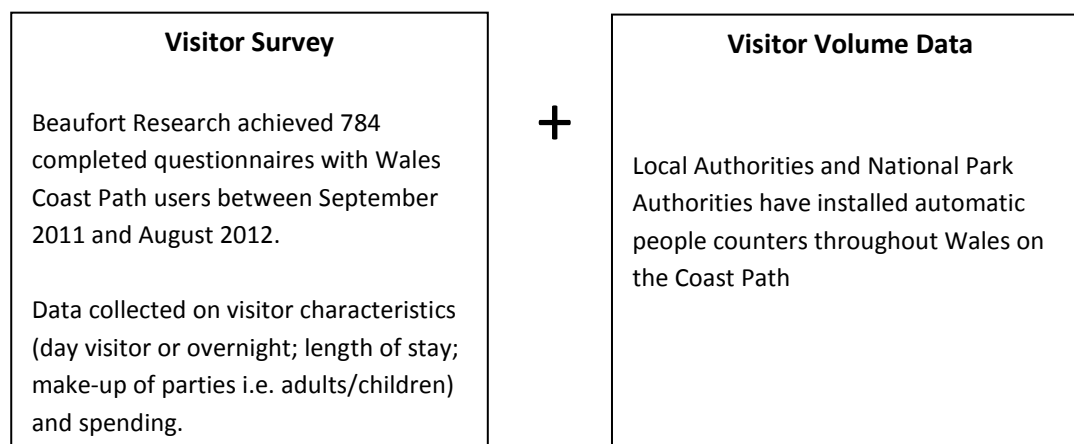 Visitor Survey
Beaufort Research achieved 784
completed questionnaires with Wales
Coast Path users between September
2011 and August 2012.
Data collected on visitor characteristics
(day visitor or overnight; length of stay;
make-up of parties i.e. adults/children)
and spending.
+
Visitor Volume Data
Local Authorities and National Park
Authorities have installed automatic
people counters throughout Wales on
the Coast Path